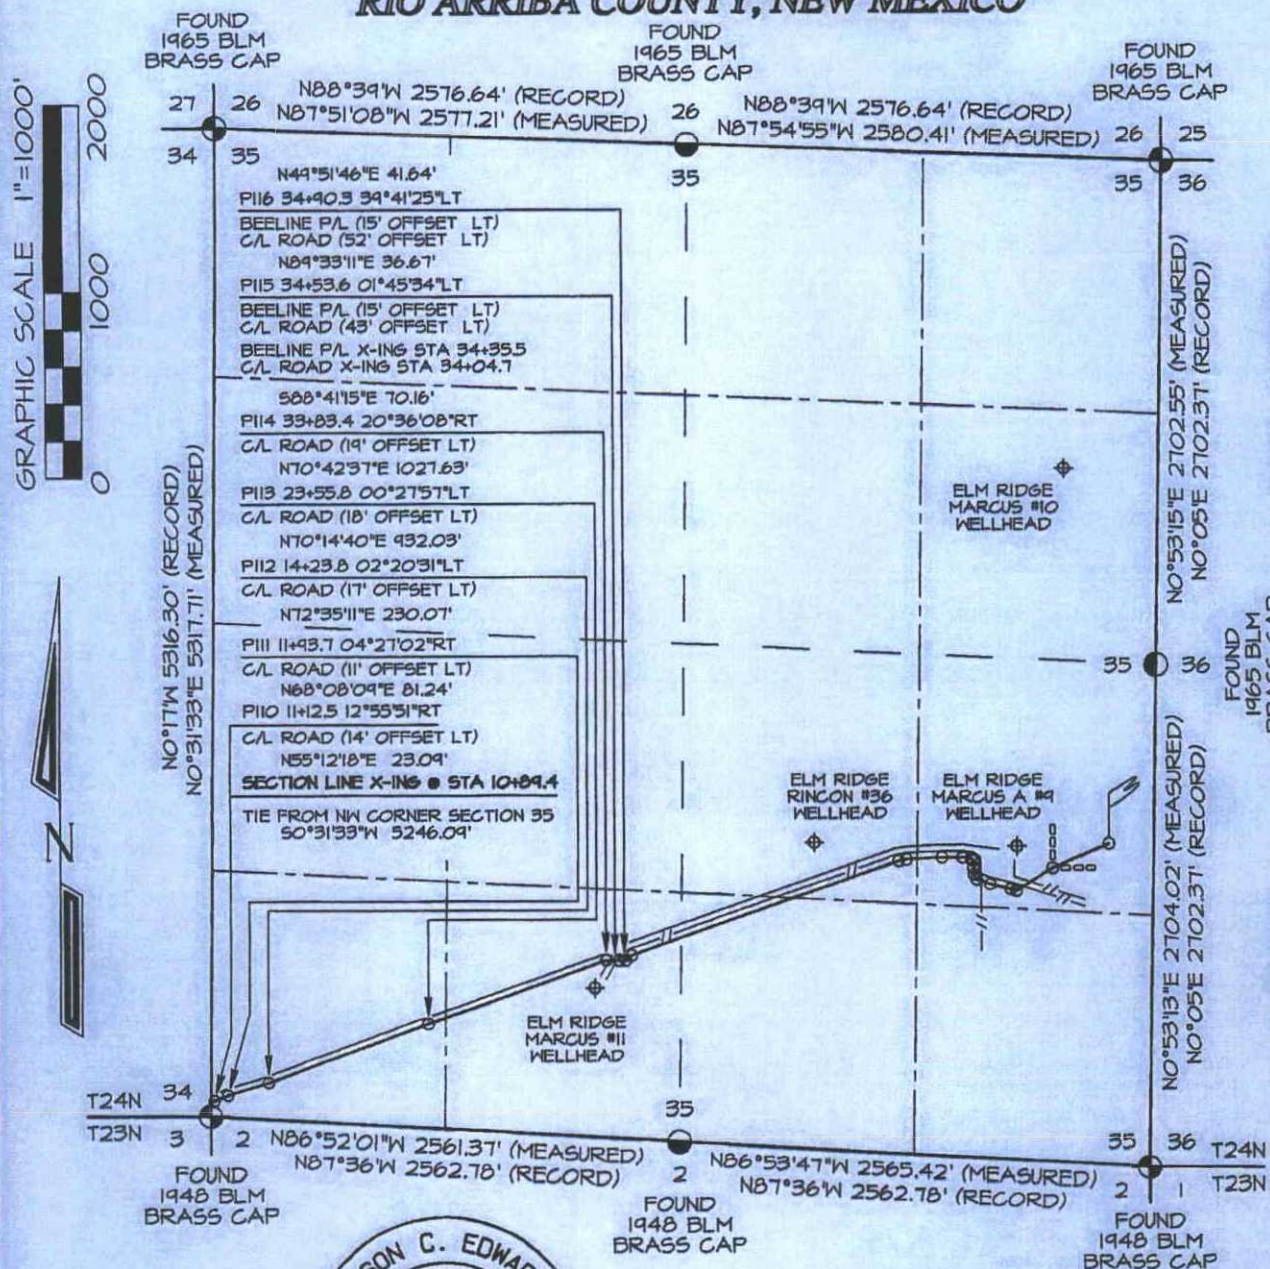 RIO ARRIBA COUNTY, NEW MEXICO
FOUND
1965 BLM
BRASS CAP
FOUND
1965 BLM
BRASS CAP
FOUND
1965 BLM
BRASS CAP
27 26
34 35
N88°39'W 2576.64' (RECORD)
N87°51'08"W 2577.21' (MEASURED)
26
35
N88°39'W 2576.64' (RECORD)
N87°54'55"W 2580.41' (MEASURED)
26 25
35 36
GRAPHIC SCALE 1"=1000'
0 1000 2000
N49°51'46"E 41.64'
P116 34+90.3 39°41'25"LT
BEELINE P/L (15' OFFSET LT)
C/L ROAD (52' OFFSET LT)
N89°33'11"E 36.67'
P115 34+53.6 01°45'34"LT
BEELINE P/L (15' OFFSET LT)
C/L ROAD (43' OFFSET LT)
BEELINE P/L X-ING STA 34+35.5
C/L ROAD X-ING STA 34+04.7
S88°41'15"E 70.16'
P114 33+83.4 20°36'08"RT
C/L ROAD (19' OFFSET LT)
N70°42'37"E 1027.63'
P113 23+55.8 00°27'57"LT
C/L ROAD (18' OFFSET LT)
N70°14'40"E 932.03'
P112 14+23.8 02°20'31"LT
C/L ROAD (17' OFFSET LT)
N72°35'11"E 230.07'
P111 11+93.7 04°27'02"RT
C/L ROAD (11' OFFSET LT)
N68°08'09"E 81.24'
P110 11+12.5 12°55'51"RT
C/L ROAD (14' OFFSET LT)
N55°12'18"E 23.09'
SECTION LINE X-ING @ STA 10+89.4
TIE FROM NW CORNER SECTION 35
S0°31'33"W 5246.09'
N0°17'W 5316.30' (RECORD)
N0°31'33"E 5317.71' (MEASURED)
N
ELM RIDGE
MARCUS #10
WELLHEAD
N0°53'15"E 2702.55' (MEASURED)
N0°05'E 2702.37' (RECORD)
35 36
FOUND
1965 BLM
ELM RIDGE
RINCON #36
WELLHEAD
ELM RIDGE
MARCUS A #9
WELLHEAD
ELM RIDGE
MARCUS #11
WELLHEAD
N0°53'13"E 2704.02' (MEASURED)
N0°05'E 2702.37' (RECORD)
T24N 34
T23N 3 2
N86°52'01"W 2561.37' (MEASURED)
N87°36'W 2562.78' (RECORD)
35
2
N86°53'47"W 2565.42' (MEASURED)
N87°36'W 2562.78' (RECORD)
35 36 T24N
2 1 T23N
FOUND
1948 BLM
BRASS CAP
FOUND
1948 BLM
BRASS CAP
FOUND
1948 BLM
BRASS CAP
C.